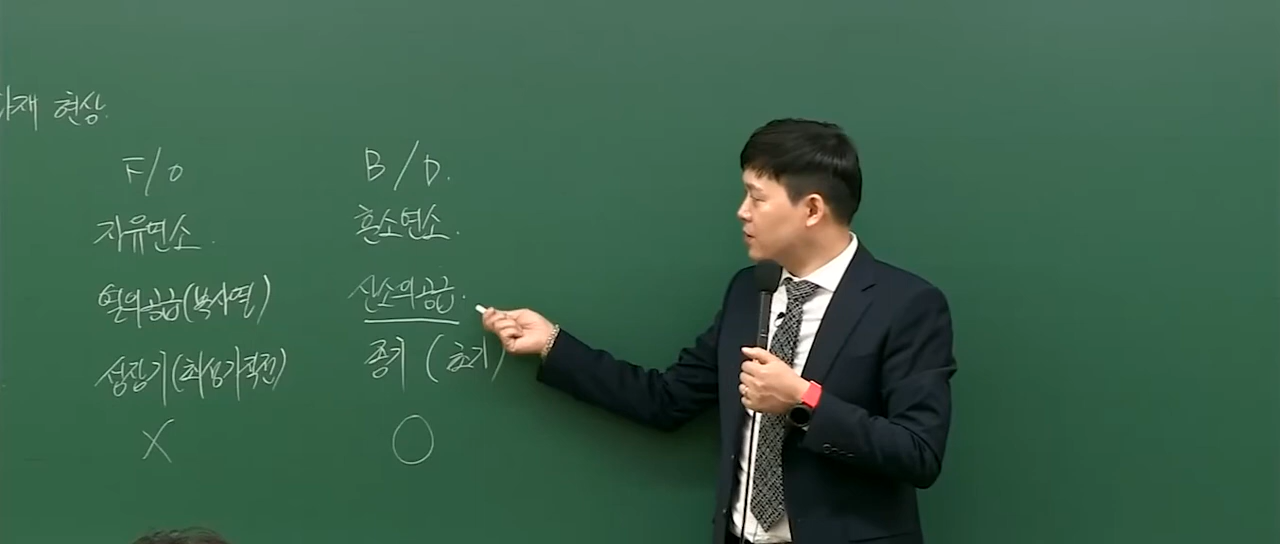 화재 현상
F/O B/D.
자유연소. 훈소연소.
열의공급(복사열) 산소의공급.
성장기(최성기직전) 종기(초기)
X O